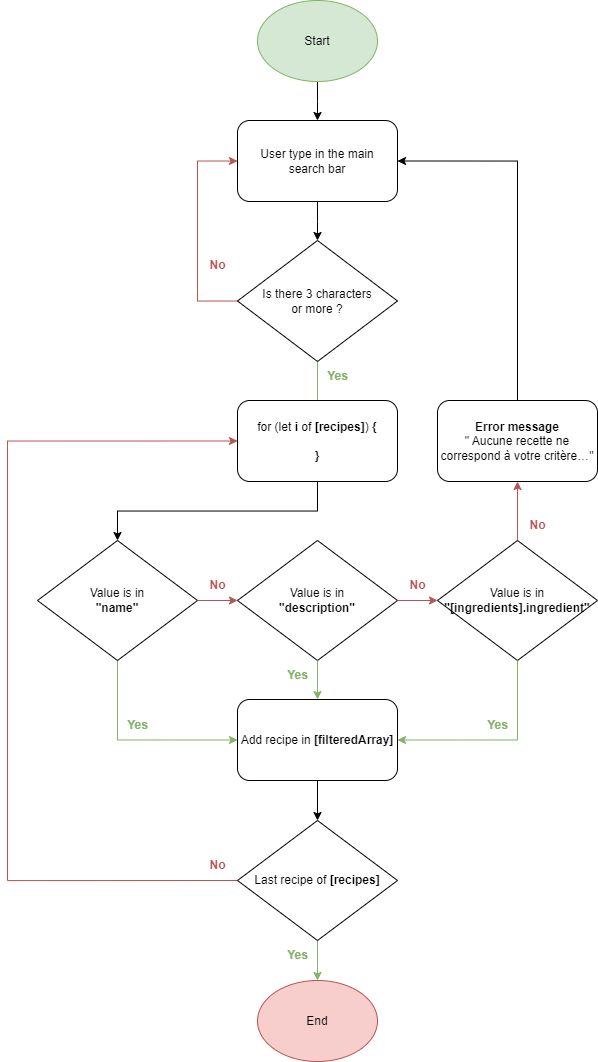 Start
User type in the main
search bar
No
Is there 3 characters
or more ?
Yes
for (let i of [recipes]) {
}
Error message
" Aucune recette ne
correspond à votre critère…"
No
Value is in
"name"
No
Value is in
"description"
No
Value is in
"[ingredients].ingredient"
Yes
Yes
Yes
Add recipe in [filteredArray]
No
Last recipe of [recipes]
Yes
End